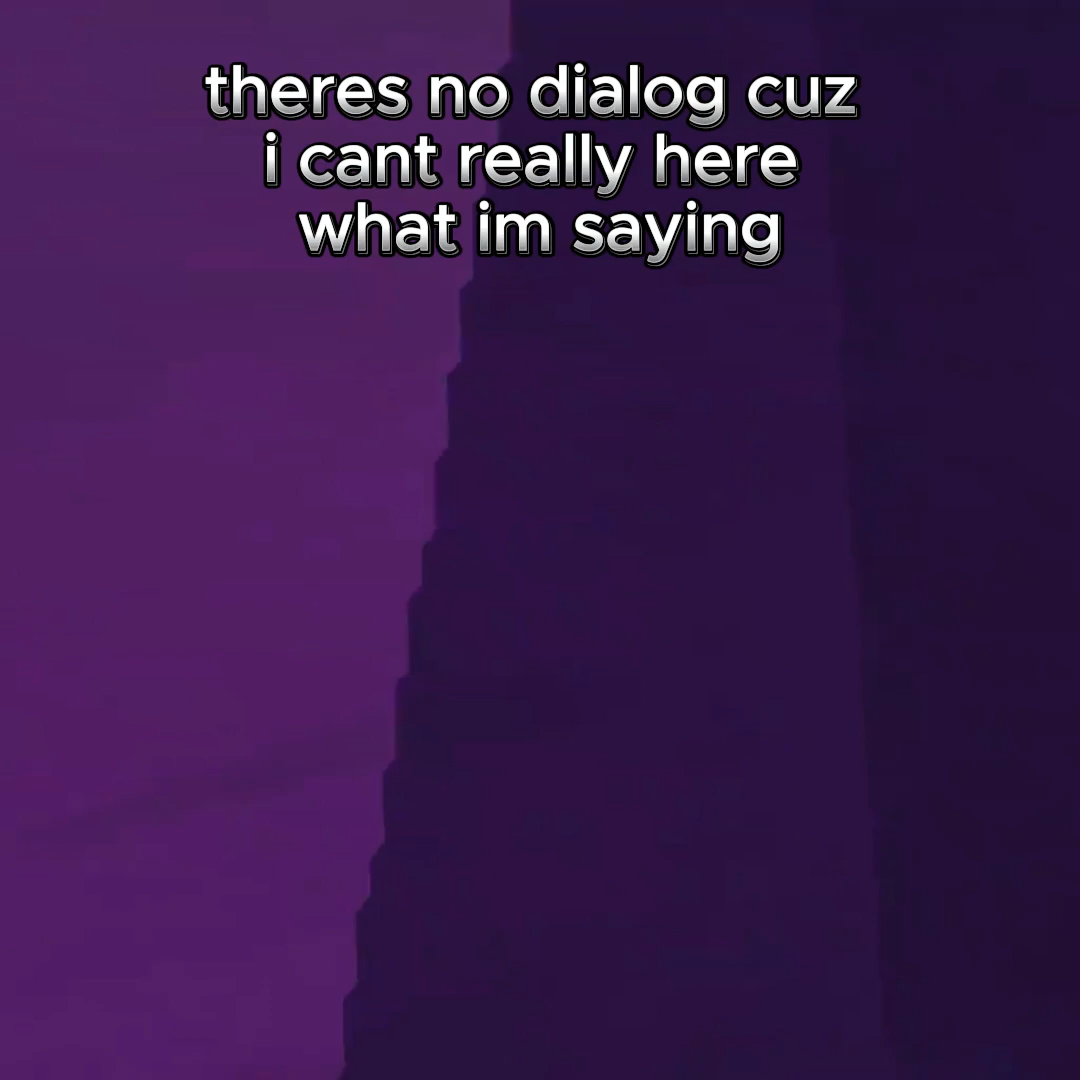 theres no dialog cuz
i cant really here
what im saying